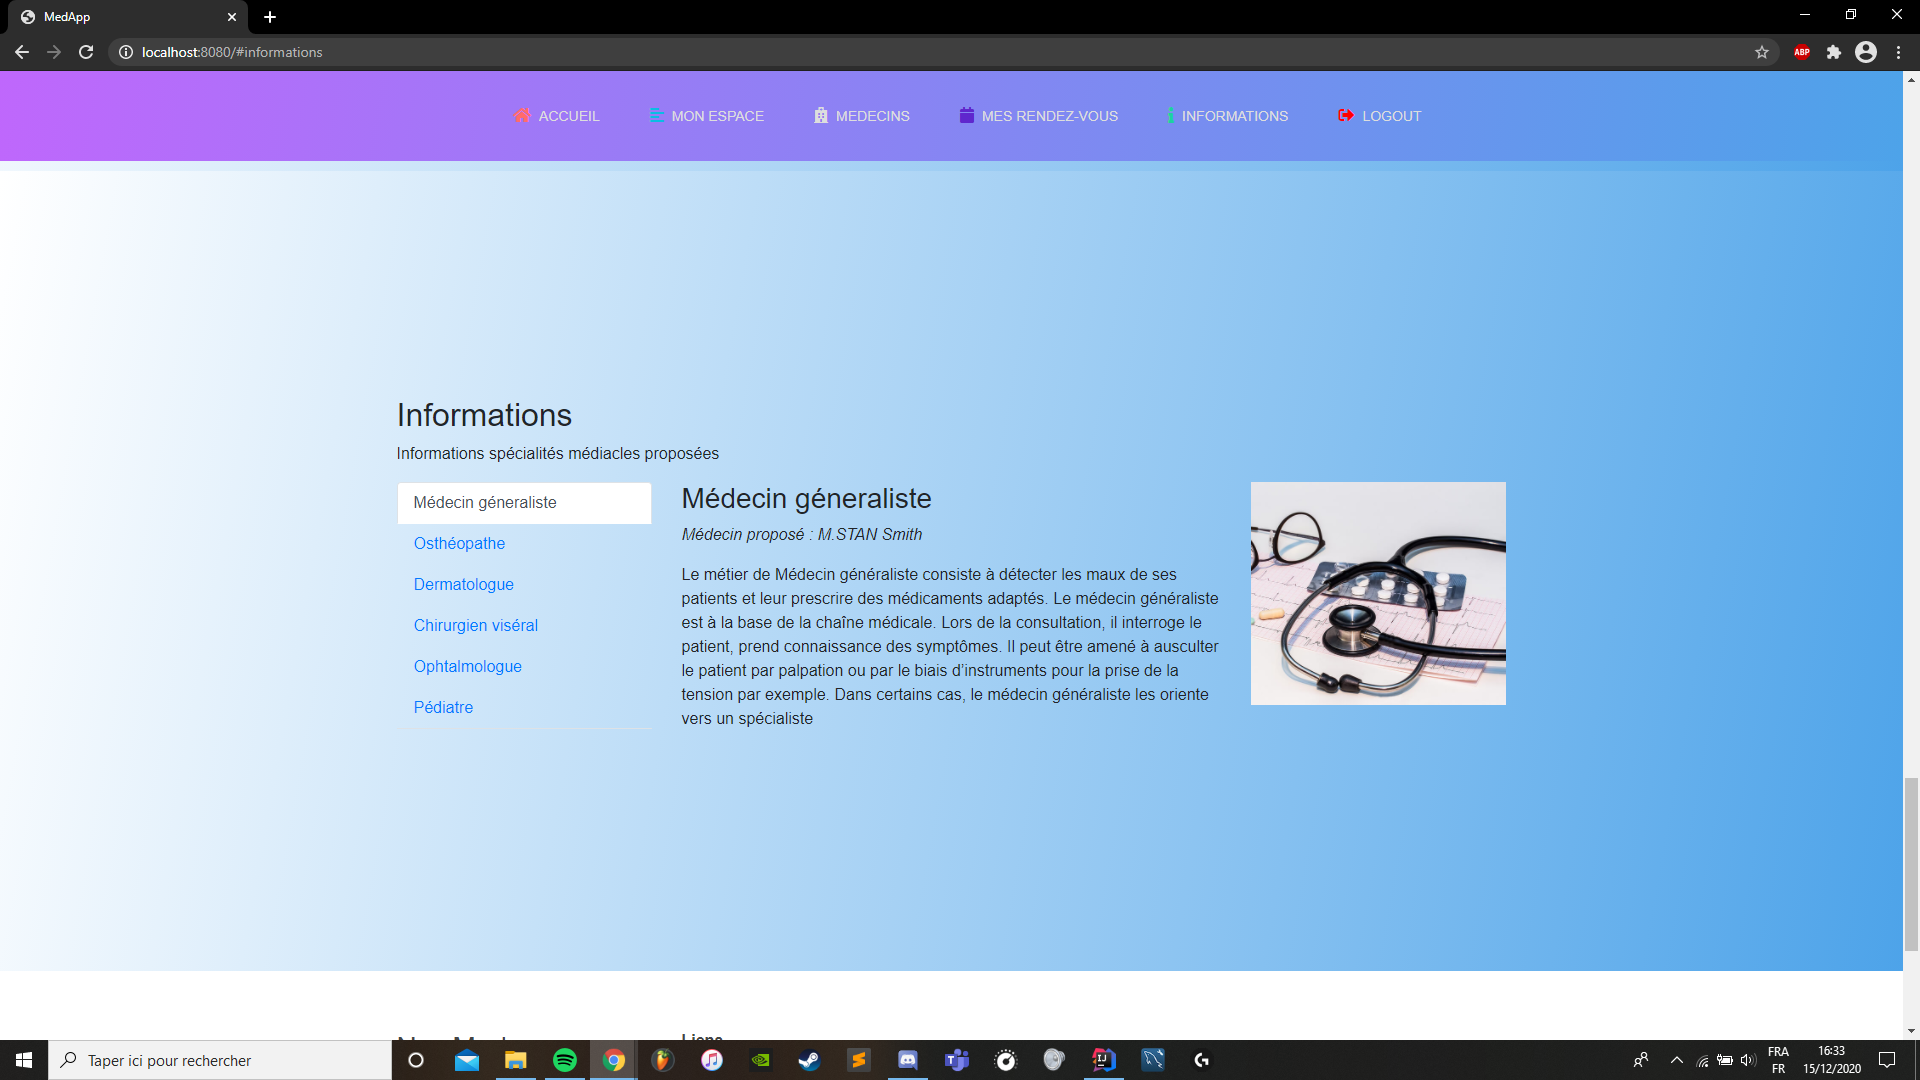 MedApp
localhost:8080/#informations
ABP
ACCUEIL
MON ESPACE
MEDECINS
MES RENDEZ-VOUS
INFORMATIONS
LOGOUT
Informations
Informations spécialités médiacles proposées
Médecin géneraliste
Osthéopathe
Dermatologue
Chirurgien viséral
Ophtalmologue
Pédiatre
Médecin géneraliste
Médecin proposé : M.STAN Smith
Le métier de Médecin généraliste consiste à détecter les maux de ses
patients et leur prescrire des médicaments adaptés. Le médecin généraliste
est à la base de la chaîne médicale. Lors de la consultation, il interroge le
patient, prend connaissance des symptômes. Il peut être amené à ausculter
le patient par palpation ou par le biais d’instruments pour la prise de la
tension par exemple. Dans certains cas, le médecin généraliste les oriente
vers un spécialiste
Liens
Taper ici pour rechercher
FRA
FR
16:33
15/12/2020